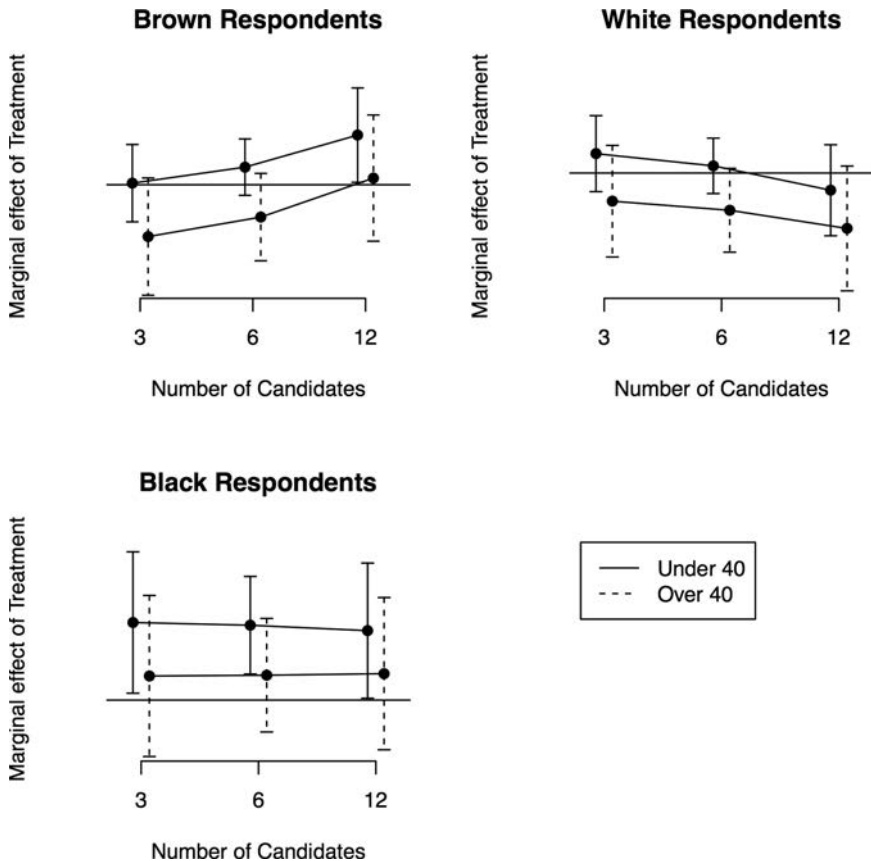 Brown Respondents
Marginal effect of Treatment
3 6 12
Number of Candidates
White Respondents
Marginal effect of Treatment
3 6 12
Number of Candidates
Black Respondents
Marginal effect of Treatment
3 6 12
Number of Candidates
Under 40
Over 40